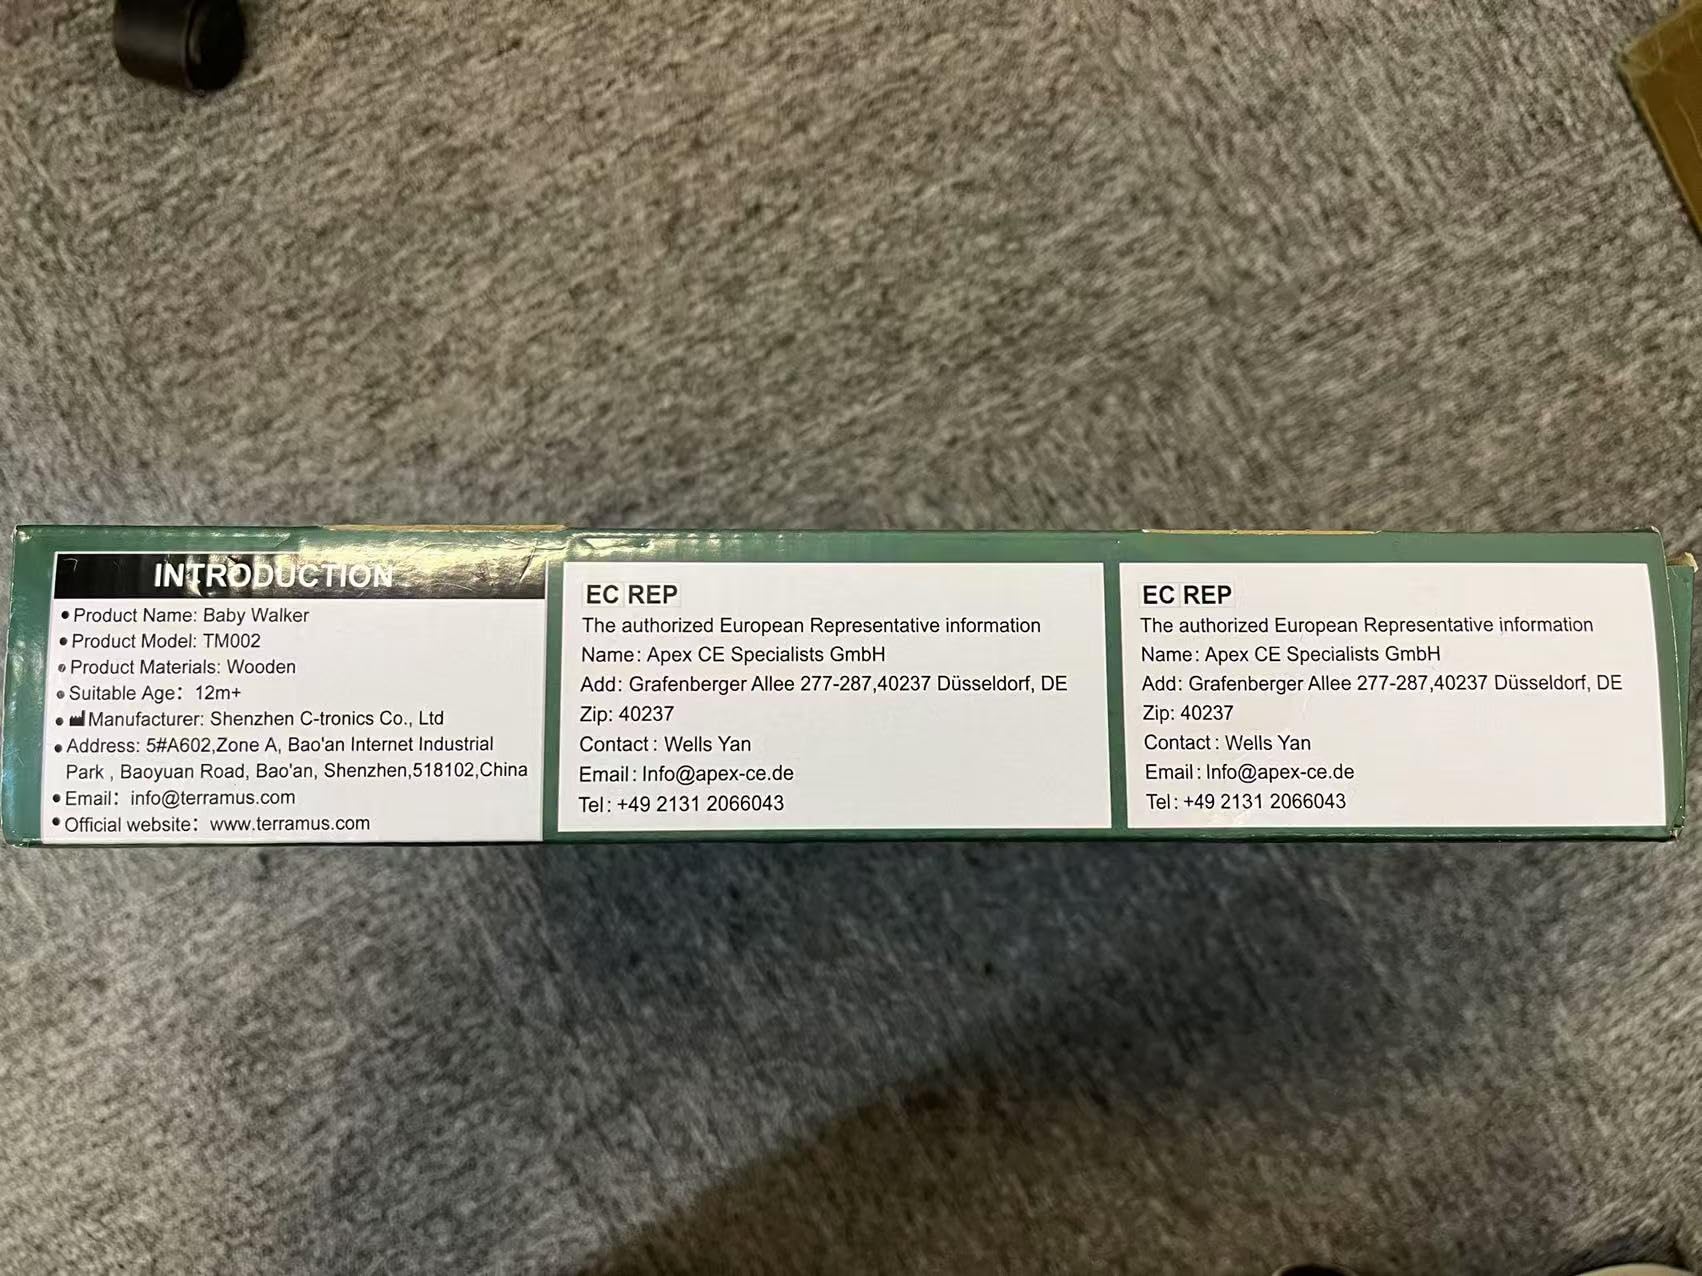 INTRODUCTION
• Product Name: Baby Walker
• Product Model: TM002
• Product Materials: Wooden
• Suitable Age: 12m+
• Manufacturer: Shenzhen C-tronics Co., Ltd
• Address: 5#A602,Zone A, Bao'an Internet Industrial
Park , Baoyuan Road, Bao'an, Shenzhen,518102,China
• Email: info@terramus.com
• Official website: www.terramus.com
EC REP
The authorized European Representative information
Name: Apex CE Specialists GmbH
Add: Grafenberger Allee 277-287,40237 Düsseldorf, DE
Zip: 40237
Contact : Wells Yan
Email : Info@apex-ce.de
Tel : +49 2131 2066043
EC REP
The authorized European Representative information
Name: Apex CE Specialists GmbH
Add: Grafenberger Allee 277-287,40237 Düsseldorf, DE
Zip: 40237
Contact : Wells Yan
Email : Info@apex-ce.de
Tel : +49 2131 2066043